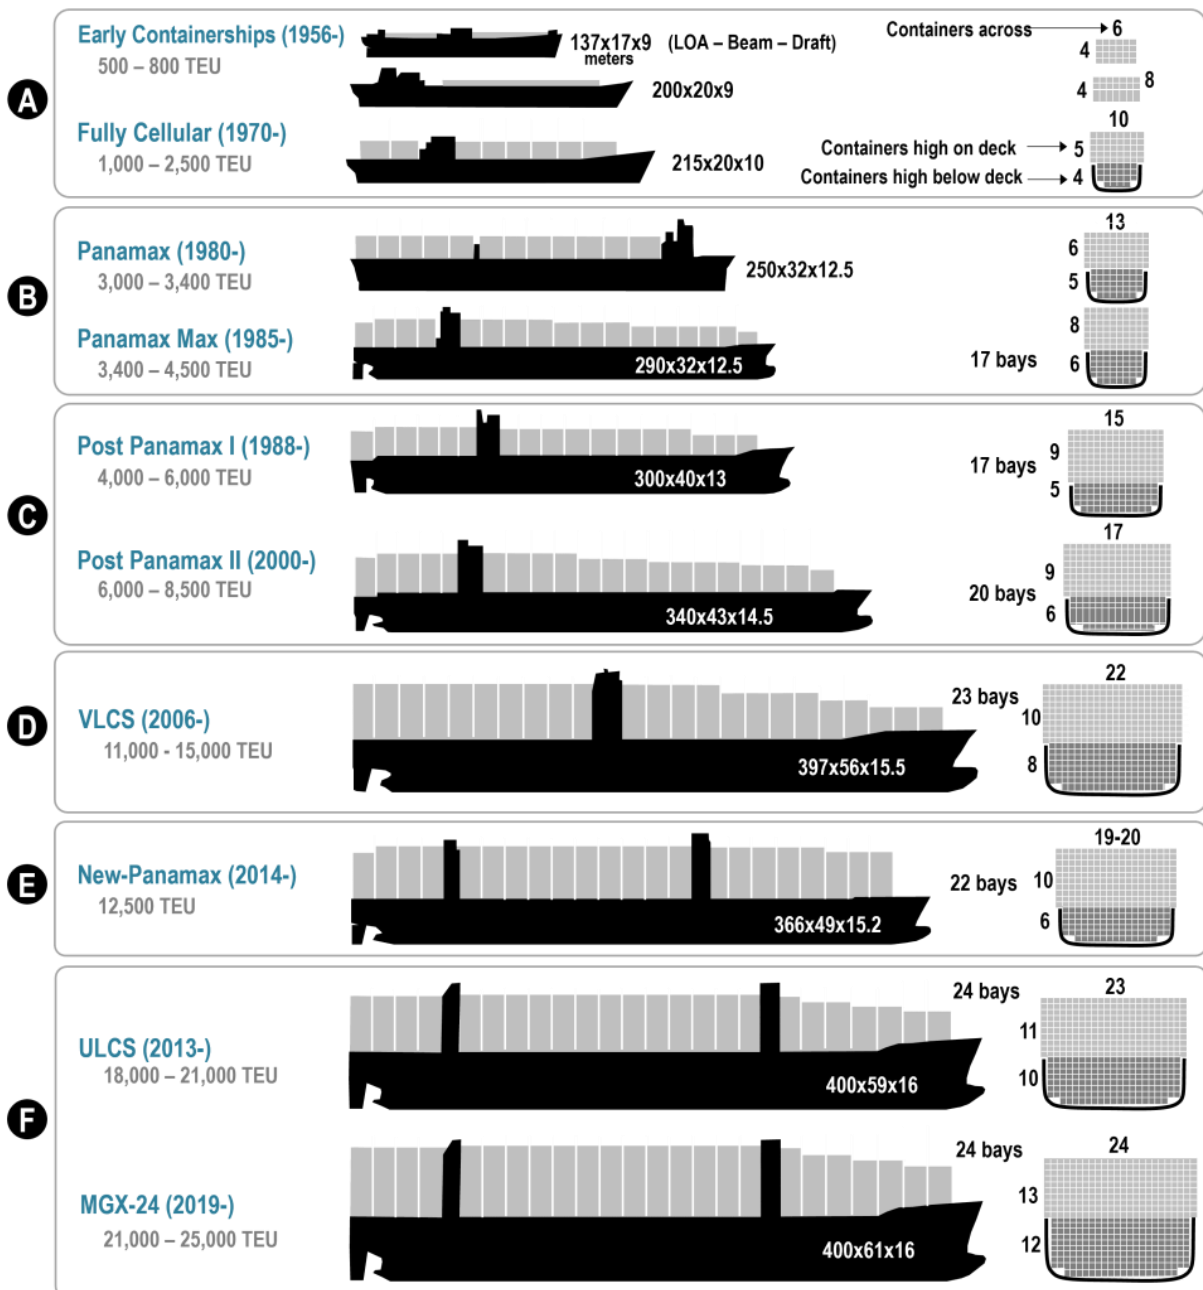 A
Early Containerships (1956-)
500 – 800 TEU
137x17x9 (LOA – Beam – Draft)
meters
Containers across
6
4
200x20x9
4
8
Fully Cellular (1970-)
1,000 – 2,500 TEU
215x20x10
10
Containers high on deck
5
Containers high below deck
4
B
Panamax (1980-)
3,000 – 3,400 TEU
250x32x12.5
13
6
5
Panamax Max (1985-)
3,400 – 4,500 TEU
290x32x12.5
17 bays
8
6
C
Post Panamax I (1988-)
4,000 – 6,000 TEU
300x40x13
17 bays
15
9
5
Post Panamax II (2000-)
6,000 – 8,500 TEU
340x43x14.5
20 bays
17
9
6
D
VLCS (2006-)
11,000 - 15,000 TEU
397x56x15.5
23 bays
22
10
8
E
New-Panamax (2014-)
12,500 TEU
366x49x15.2
22 bays
19-20
10
6
F
ULCS (2013-)
18,000 – 21,000 TEU
400x59x16
24 bays
23
11
10
MGX-24 (2019-)
21,000 – 25,000 TEU
400x61x16
24 bays
24
13
12